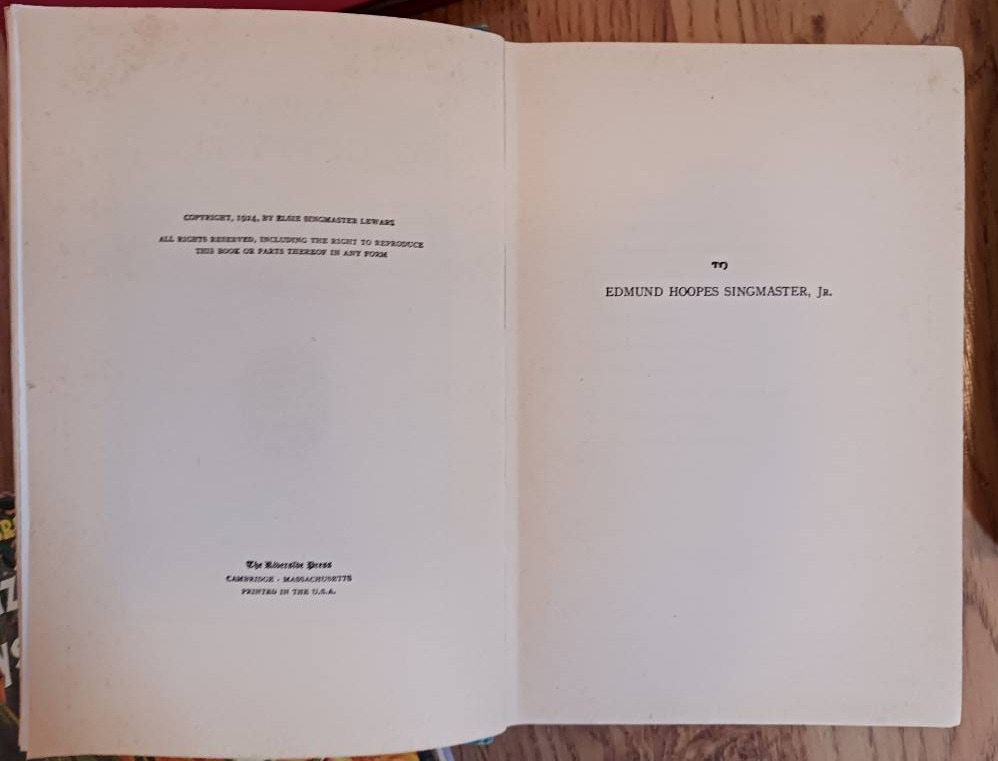 COPYRIGHT, 1924, BY ELSIE SINGMASTER LEWARS
ALL RIGHTS RESERVED, INCLUDING THE RIGHT TO REPRODUCE
THIS BOOK OR PARTS THEREOF IN ANY FORM
The Riverside Press
CAMBRIDGE · MASSACHUSETTS
PRINTED IN THE U.S.A.
TO
EDMUND HOOPES SINGMASTER, JR.